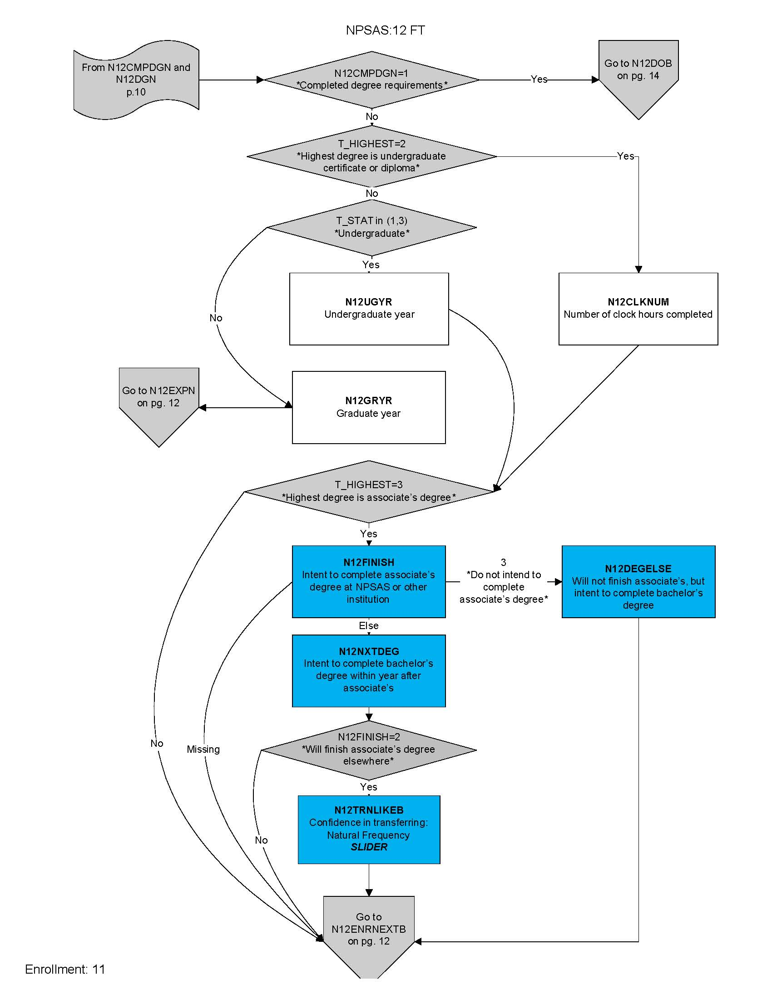 NPSAS:12 FT
From N12CMPDGN and
N12DGN
p.10
N12CMPDGN=1
*Completed degree requirements*
Yes
Go to N12DOB
on pg. 14
No
T_HIGHEST=2
*Highest degree is undergraduate
certificate or diploma*
Yes
No
T_STAT in (1,3)
*Undergraduate*
Yes
No
N12UGYR
Undergraduate year
N12CLKNUM
Number of clock hours completed
Go to N12EXPN
on pg. 12
N12GRYR
Graduate year
T_HIGHEST=3
*Highest degree is associate’s degree*
Yes
N12FINISH
Intent to complete associate’s
degree at NPSAS or other
institution
3
*Do not intend to
complete
associate’s degree*
N12DEGELSE
Will not finish associate’s, but
intent to complete bachelor’s
degree
Else
N12NXTDEG
Intent to complete bachelor’s
degree within year after
associate’s
No
Missing
N12FINISH=2
*Will finish associate’s degree
elsewhere*
Yes
No
N12TRNLIKEB
Confidence in transferring:
Natural Frequency
SLIDER
Go to
N12ENRNEXTB
on pg. 12
Enrollment: 11